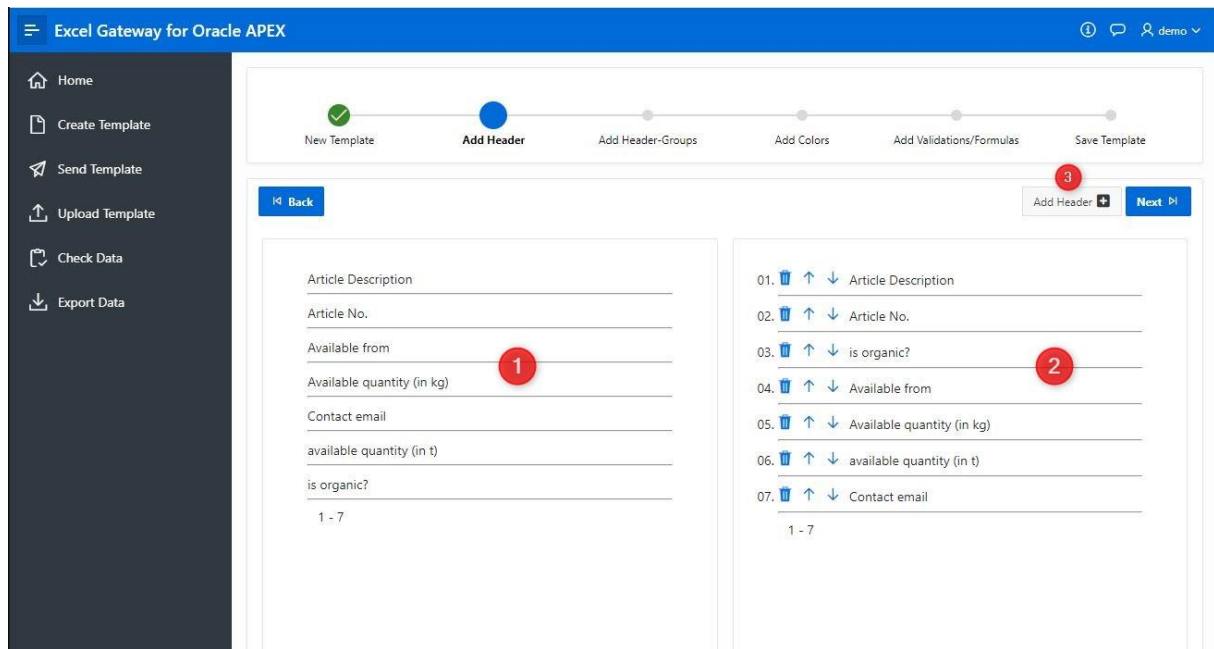 Excel Gateway for Oracle APEX
demo
Home
Create Template
Send Template
Upload Template
Check Data
Export Data
New Template
Add Header
Add Header-Groups
Add Colors
Add Validations/Formulas
Save Template
3
Back
Add Header
Next
Article Description
Article No.
Available from
Available quantity (in kg)
Contact email
available quantity (in t)
is organic?
1 - 7
1
01. Article Description
02. Article No.
03. is organic?
04. Available from
05. Available quantity (in kg)
06. available quantity (in t)
07. Contact email
1 - 7
2